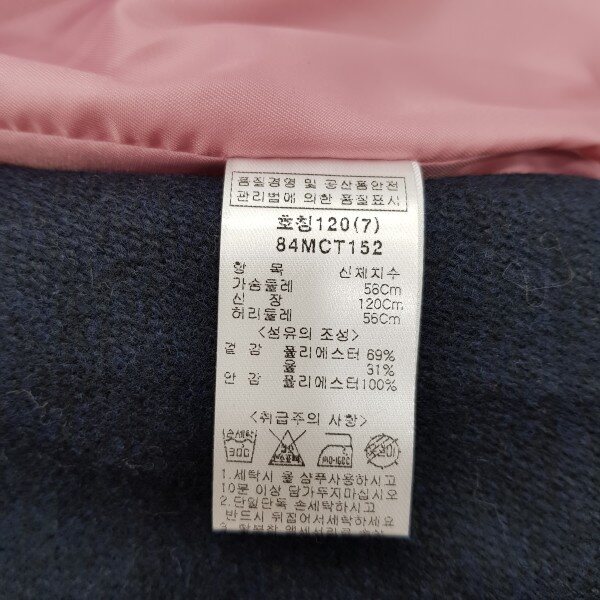 품질경영 및 공산품안전
관리법에 의한 품질표시
호칭120(7)
84MCT152
항 목 신체치수
가슴둘레 56Cm
신 장 120Cm
허리둘레 56Cm
<섬유의 조성>
겉 감 폴리에스터 69%
울 31%
안 감 폴리에스터100%
<취급주의 사항>
손세탁
30C
1.세탁시 울 샴푸사용하시고
10분 이상 담가두지마십시오
2.단일단독 손세탁하시고
반드시 뒤집어서세탁하세요